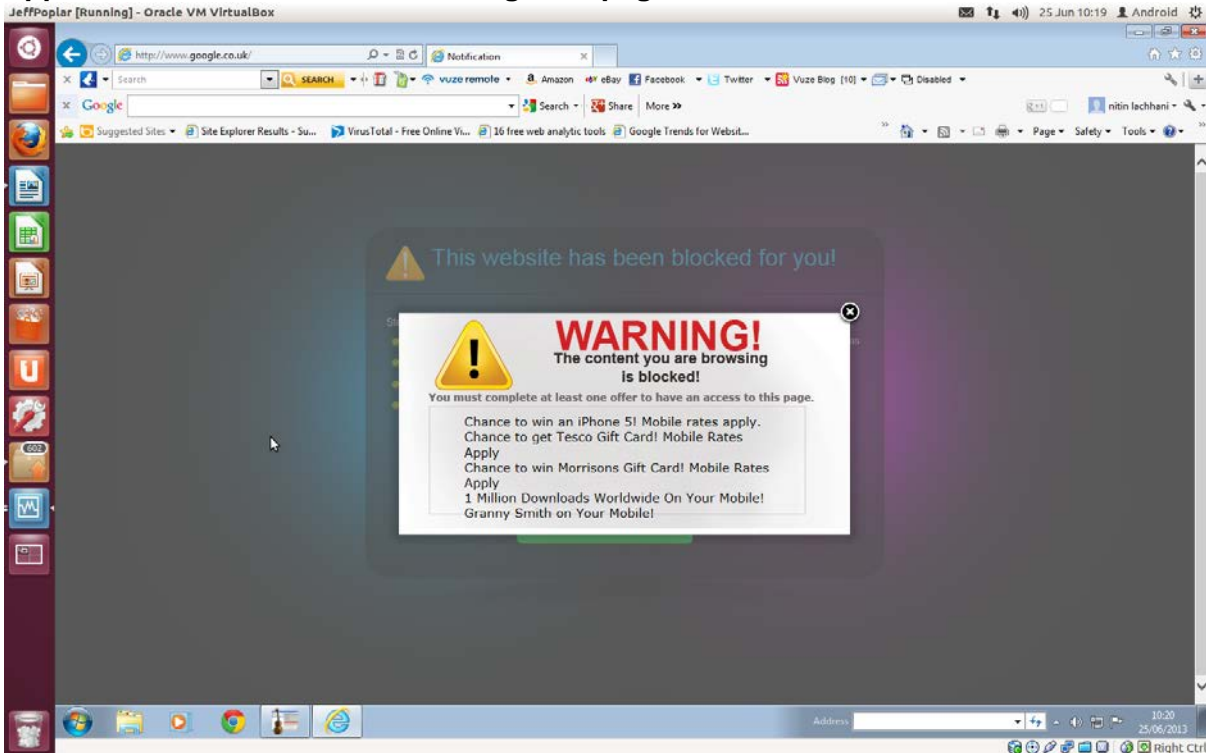 JeffPoplar [Running] - Oracle VM VirtualBox
25 Jun 10:19 Android
http://www.google.co.uk/
Notification
Search
SEARCH
vuze remote
Amazon
eBay
Facebook
Twitter
Vuze Blog [10]
Disabled
Google
Search
Share
More »
nitin lachhani
Suggested Sites
Site Explorer Results - Su...
VirusTotal - Free Online Vi...
16 free web analytic tools
Google Trends for Websit...
Page
Safety
Tools
This website has been blocked for you!
WARNING!
The content you are browsing
is blocked!
You must complete at least one offer to have an access to this page.
Chance to win an iPhone 5! Mobile rates apply.
Chance to get Tesco Gift Card! Mobile Rates
Apply
Chance to win Morrisons Gift Card! Mobile Rates
Apply
1 Million Downloads Worldwide On Your Mobile!
Granny Smith on Your Mobile!
602
Address
10:20
25/06/2013
Right Ctrl